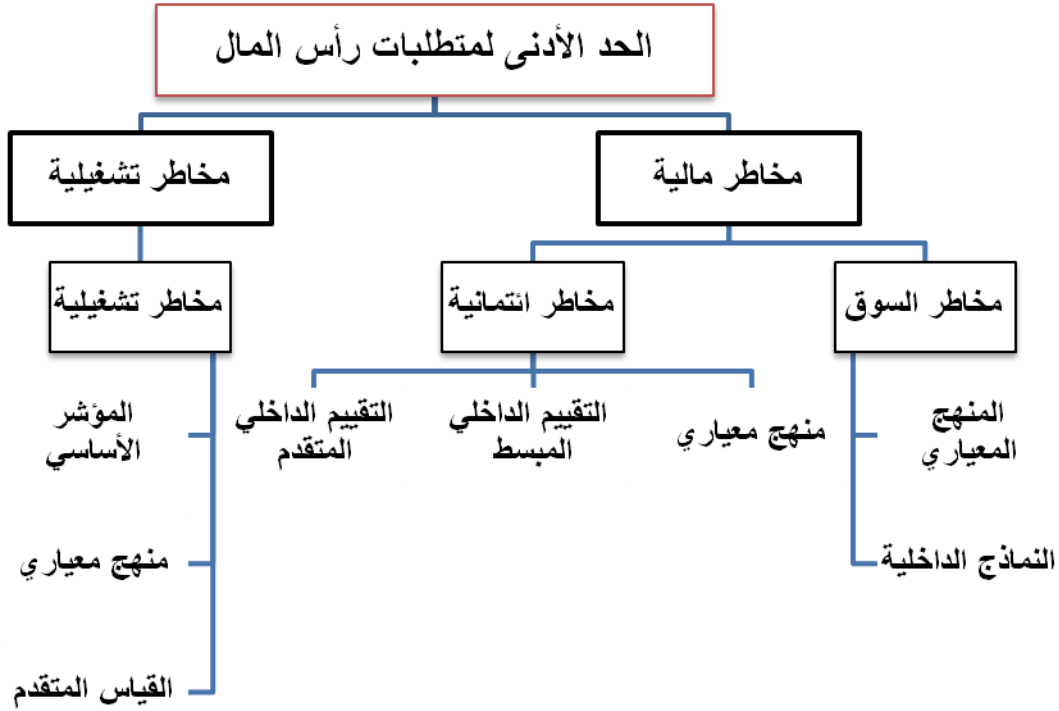 الحد الأدنى لمتطلبات رأس المال
مخاطر مالية
مخاطر تشغيلية
مخاطر السوق
مخاطر ائتمانية
مخاطر تشغيلية
المنهج
المعياري
منهج معياري
التقييم الداخلي
المبسط
التقييم الداخلي
المتقدم
المؤشر
الأساسي
النماذج الداخلية
منهج معياري
القياس المتقدم